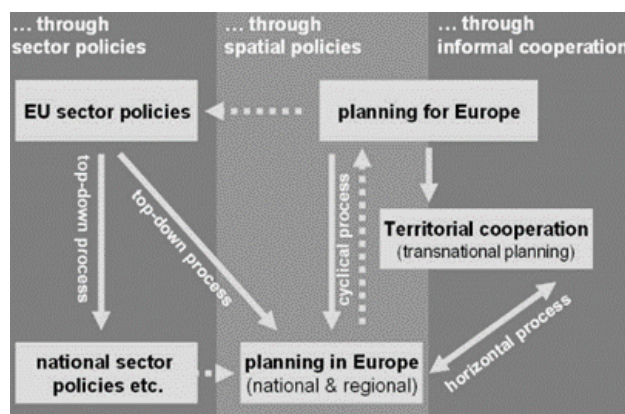 ... through
sector policies
... through
spatial policies
... through
informal cooperation
EU sector policies
planning for Europe
top-down process
top-down process
cyclical process
Territorial cooperation
(transnational planning)
horizontal process
national sector
policies etc.
planning in Europe
(national & regional)